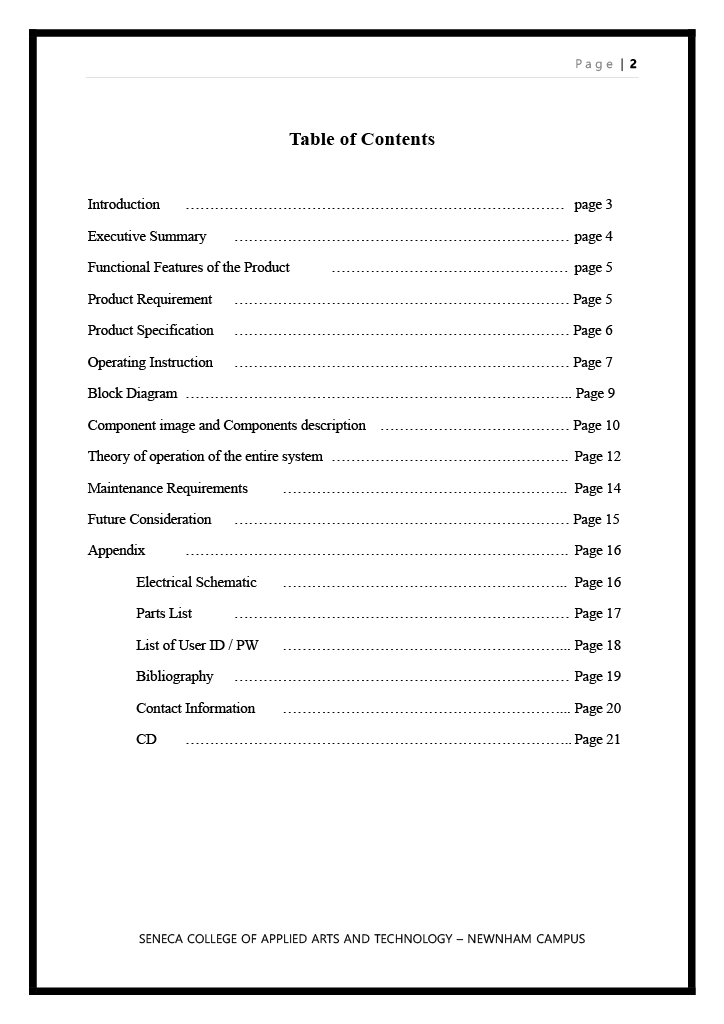 Page | 2
Table of Contents
Introduction ........................................ page 3
Executive Summary ........................................ page 4
Functional Features of the Product ........................................ page 5
Product Requirement ........................................ Page 5
Product Specification ........................................ Page 6
Operating Instruction ........................................ Page 7
Block Diagram ........................................ Page 9
Component image and Components description ........................................ Page 10
Theory of operation of the entire system ........................................ Page 12
Maintenance Requirements ........................................ Page 14
Future Consideration ........................................ Page 15
Appendix ........................................ Page 16
Electrical Schematic ........................................ Page 16
Parts List ........................................ Page 17
List of User ID / PW ........................................ Page 18
Bibliography ........................................ Page 19
Contact Information ........................................ Page 20
CD ........................................ Page 21
SENECA COLLEGE OF APPLIED ARTS AND TECHNOLOGY – NEWNHAM CAMPUS